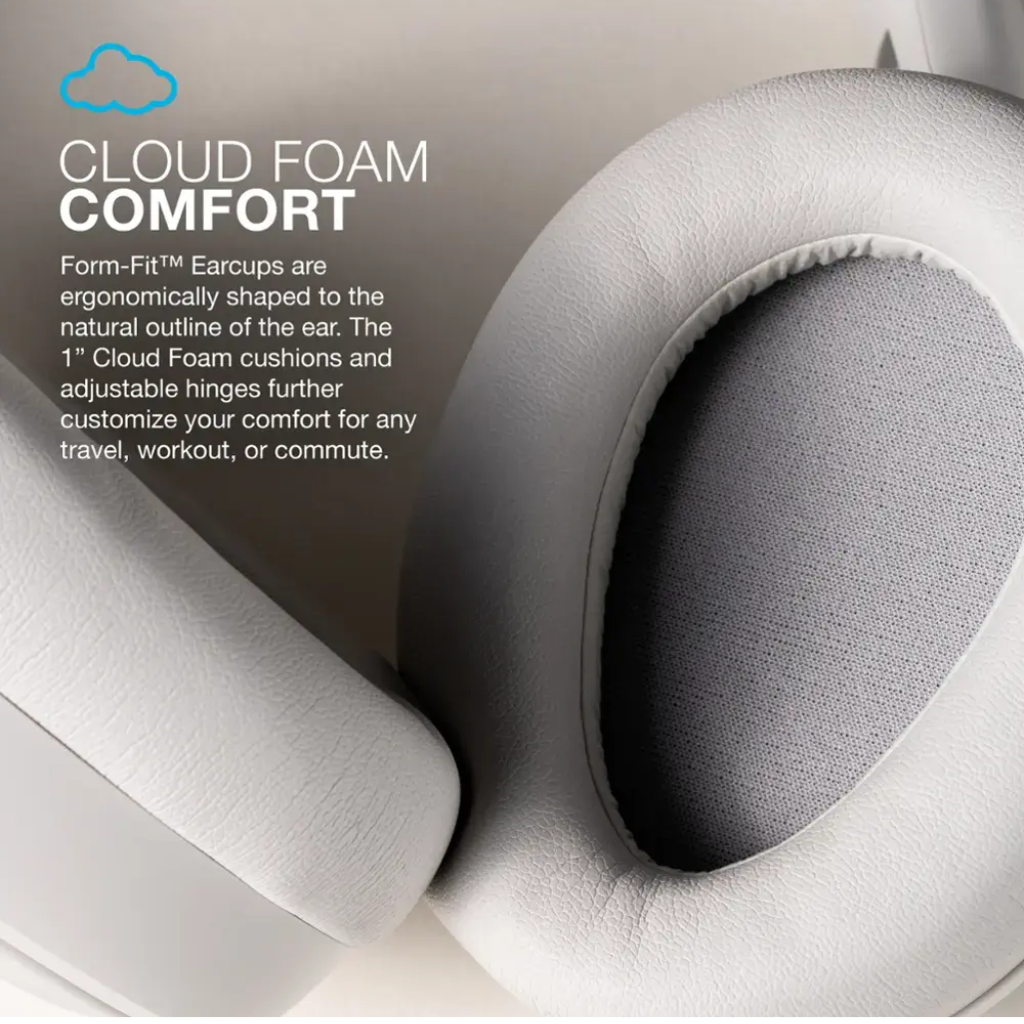 CLOUD FOAM
COMFORT
Form-Fit™ Earcups are
ergonomically shaped to the
natural outline of the ear. The
1” Cloud Foam cushions and
adjustable hinges further
customize your comfort for any
travel, workout, or commute.